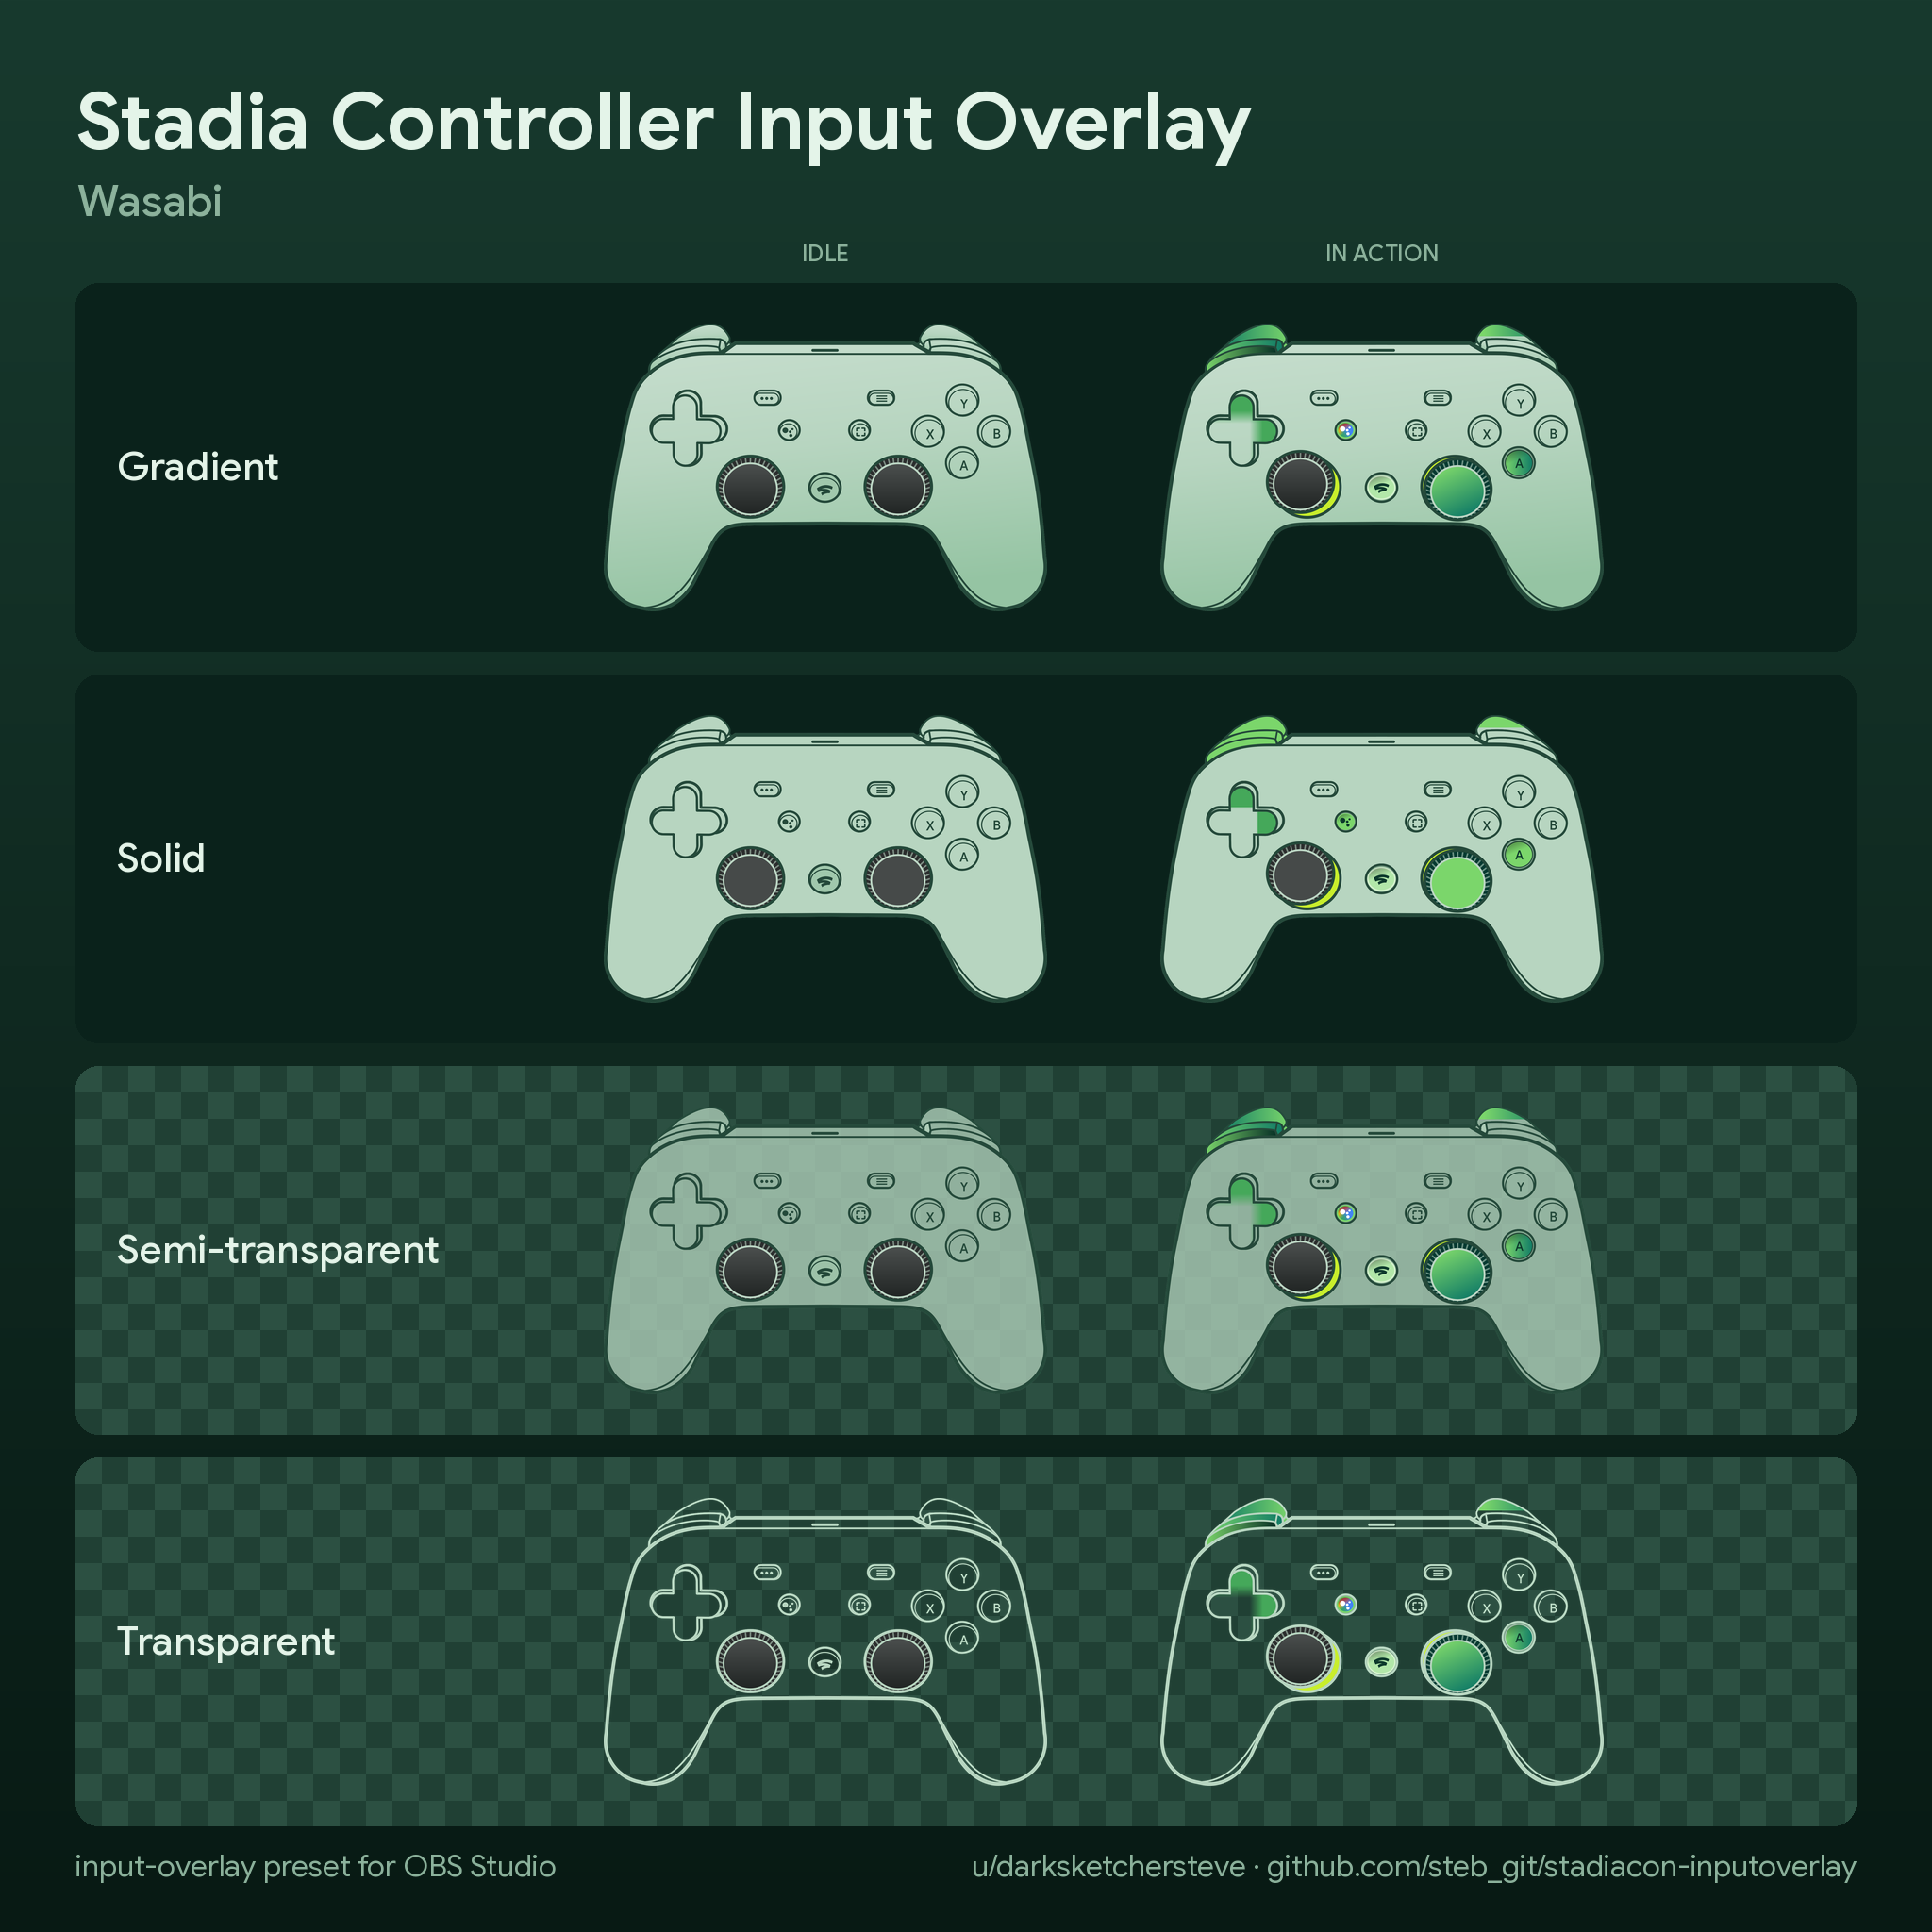 Stadia Controller Input Overlay
Wasabi
IDLE IN ACTION
Gradient
Y
X B
A
Y
X B
A
Solid
Y
X B
A
Y
X B
A
Semi-transparent
Y
X B
A
Y
X B
A
Transparent
Y
X B
A
Y
X B
A
input-overlay preset for OBS Studio
u/darksketchersteve · github.com/steb_git/stadiacon-inputoverlay